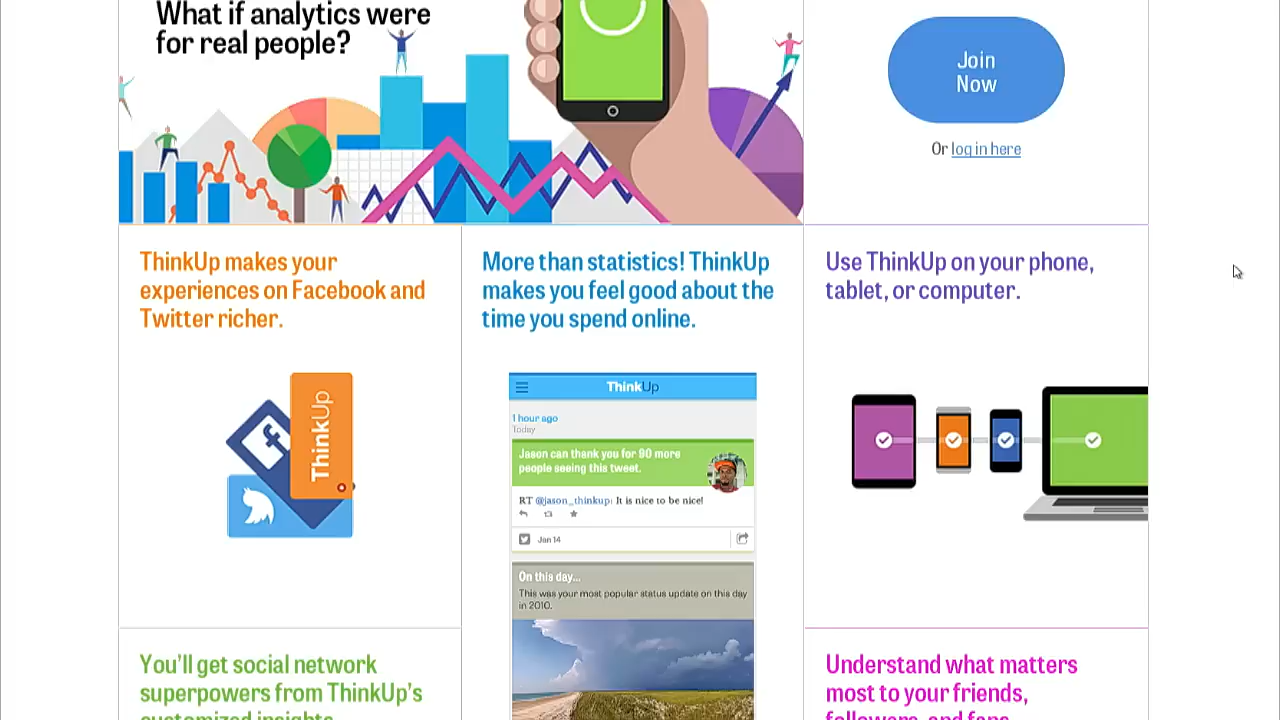 What if analytics were
for real people?
Join
Now
Or log in here
ThinkUp makes your
experiences on Facebook and
Twitter richer.
ThinkUp
More than statistics! ThinkUp
makes you feel good about the
time you spend online.
ThinkUp
1 hour ago
Today
Jason can thank you for 90 more
people seeing this tweet.
RT @jason_thinkup: It is nice to be nice!
Jan 14
On this day...
This was your most popular status update on this day
in 2010.
Use ThinkUp on your phone,
tablet, or computer.
You'll get social network
superpowers from ThinkUp's
customized insights
Understand what matters
most to your friends,
followers, and fans